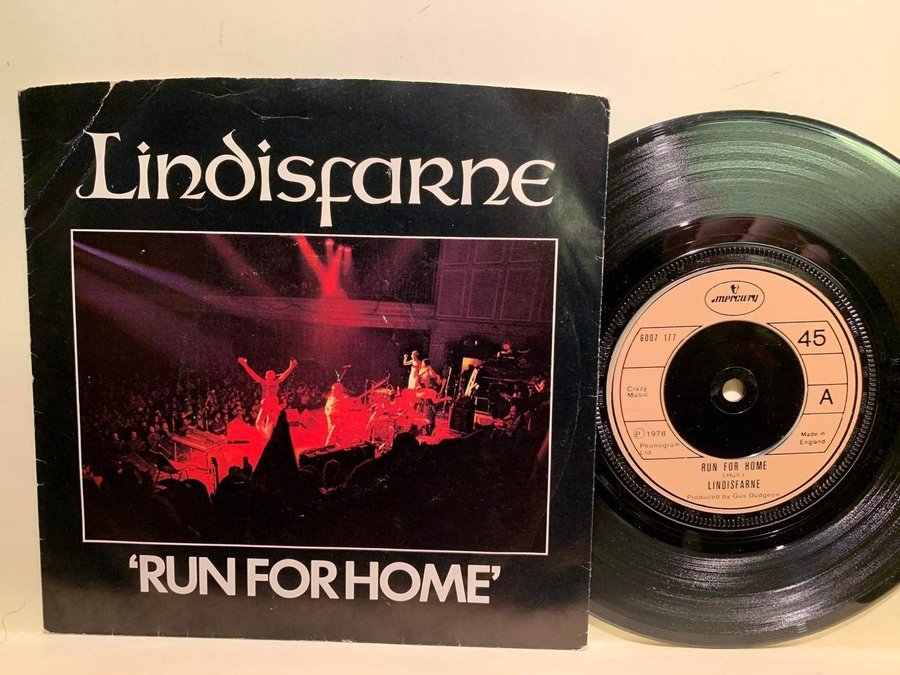 Lindisfarne
‘RUN FOR HOME’
mercury
6007 177
45
Crazy
Music
A
Ⓟ 1978
Phonogram
Ltd
Made in
England
RUN FOR HOME
(Hull)
LINDISFARNE
Produced by Gus Dudgeon